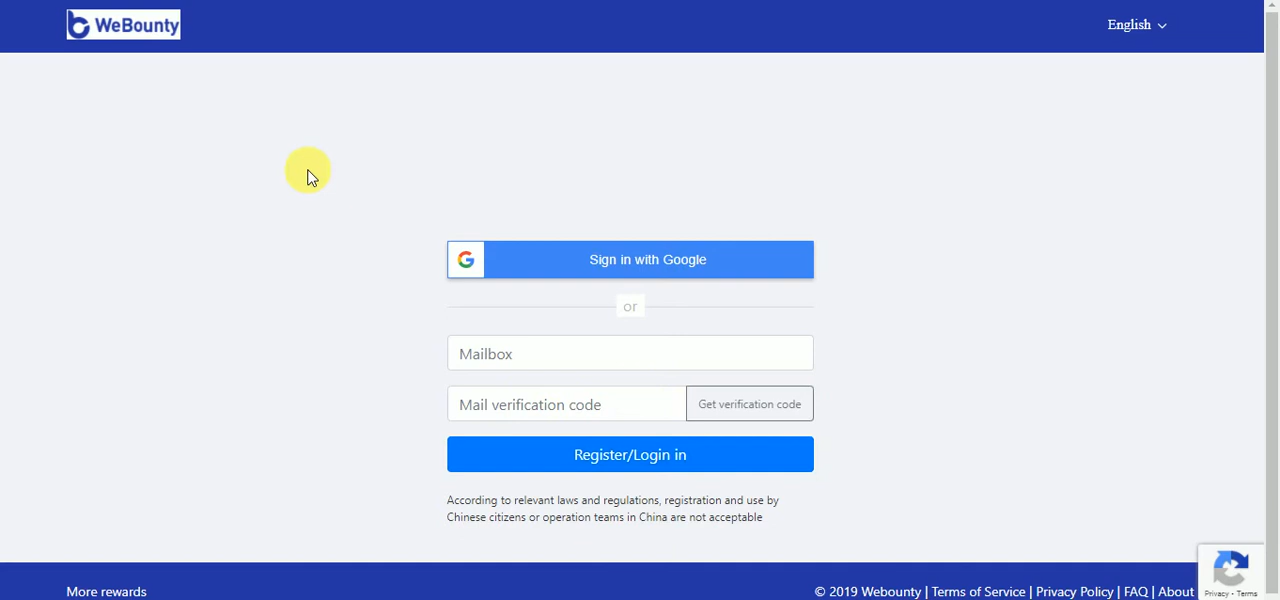 WeBounty
English
Sign in with Google
or
Mailbox
Mail verification code
Get verification code
Register/Login in
According to relevant laws and regulations, registration and use by
Chinese citizens or operation teams in China are not acceptable
More rewards
© 2019 Webounty | Terms of Service | Privacy Policy | FAQ | About
Privacy - Terms